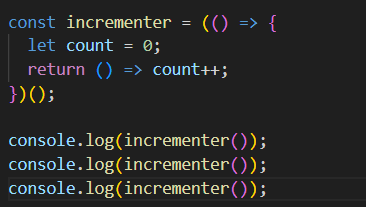 const incrementer = (() => {
  let count = 0;
  return () => count++;
})();

console.log(incrementer());
console.log(incrementer());
console.log(incrementer());